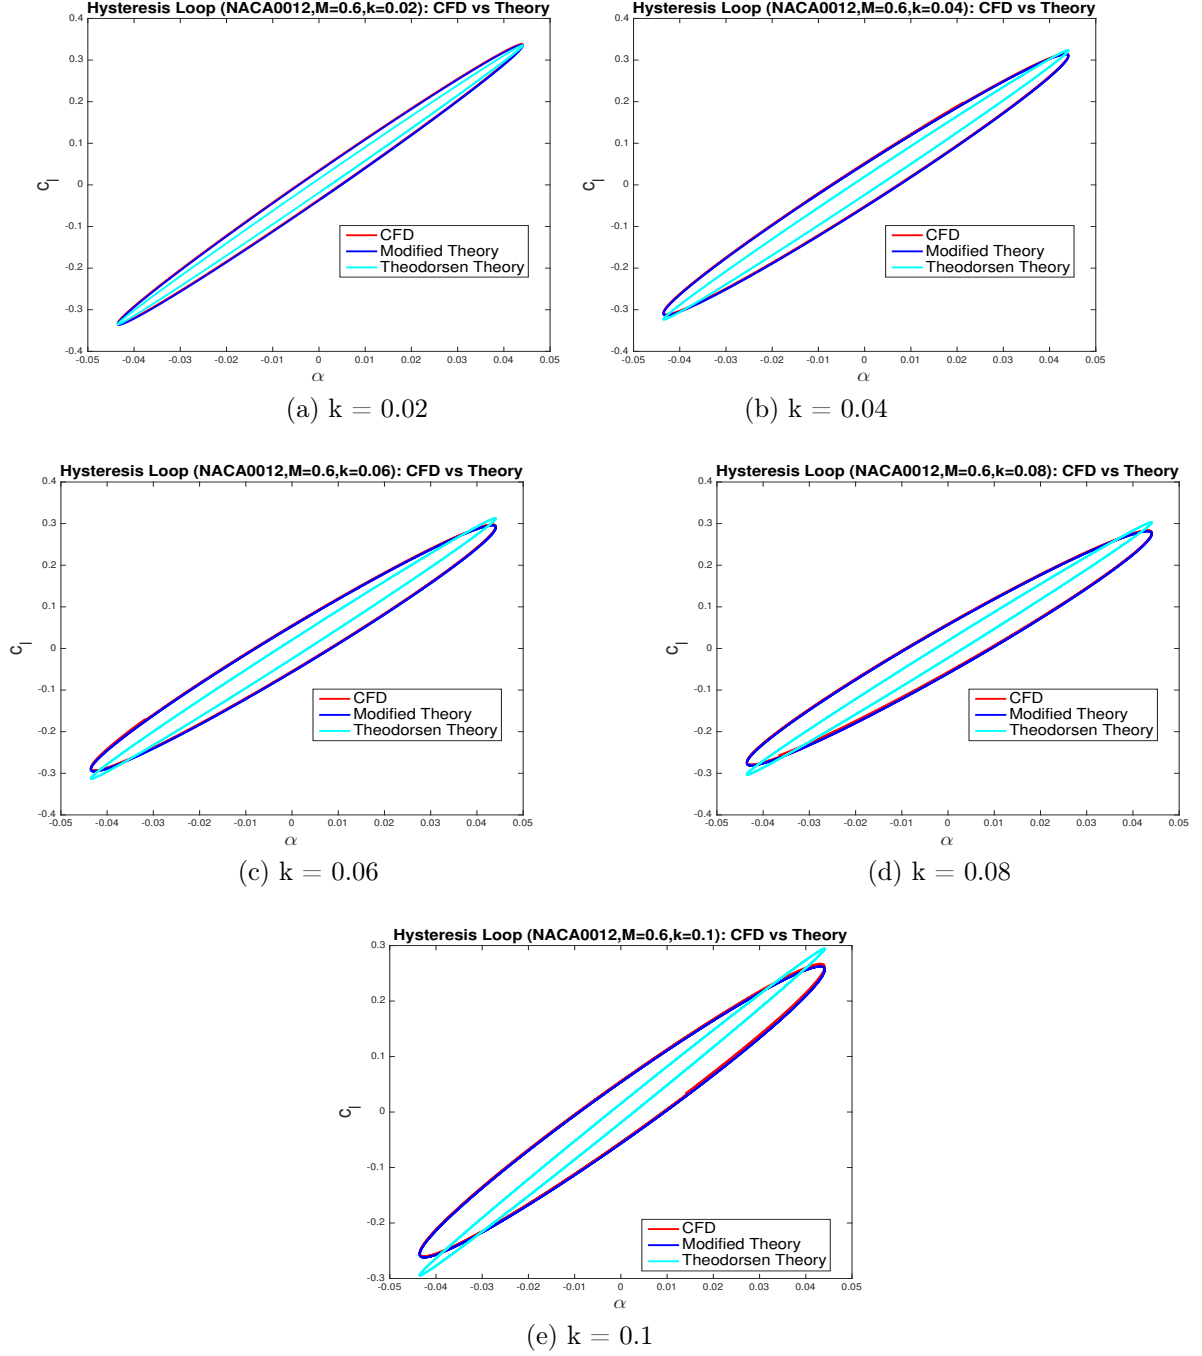 Hysteresis Loop (NACA0012,M=0.6,k=0.02): CFD vs Theory
0.4
0.3
0.2
0.1
0
-0.1
-0.2
-0.3
-0.4
C_l
-0.05 -0.04 -0.03 -0.02 -0.01 0 0.01 0.02 0.03 0.04 0.05
α
CFD
Modified Theory
Theodorsen Theory
(a) k = 0.02
Hysteresis Loop (NACA0012,M=0.6,k=0.04): CFD vs Theory
0.4
0.3
0.2
0.1
0
-0.1
-0.2
-0.3
-0.4
C_l
-0.05 -0.04 -0.03 -0.02 -0.01 0 0.01 0.02 0.03 0.04 0.05
α
CFD
Modified Theory
Theodorsen Theory
(b) k = 0.04
Hysteresis Loop (NACA0012,M=0.6,k=0.06): CFD vs Theory
0.4
0.3
0.2
0.1
0
-0.1
-0.2
-0.3
-0.4
C_l
-0.05 -0.04 -0.03 -0.02 -0.01 0 0.01 0.02 0.03 0.04 0.05
α
CFD
Modified Theory
Theodorsen Theory
(c) k = 0.06
Hysteresis Loop (NACA0012,M=0.6,k=0.08): CFD vs Theory
0.4
0.3
0.2
0.1
0
-0.1
-0.2
-0.3
-0.4
C_l
-0.05 -0.04 -0.03 -0.02 -0.01 0 0.01 0.02 0.03 0.04 0.05
α
CFD
Modified Theory
Theodorsen Theory
(d) k = 0.08
Hysteresis Loop (NACA0012,M=0.6,k=0.1): CFD vs Theory
0.3
0.2
0.1
0
-0.1
-0.2
-0.3
C_l
-0.05 -0.04 -0.03 -0.02 -0.01 0 0.01 0.02 0.03 0.04 0.05
α
CFD
Modified Theory
Theodorsen Theory
(e) k = 0.1